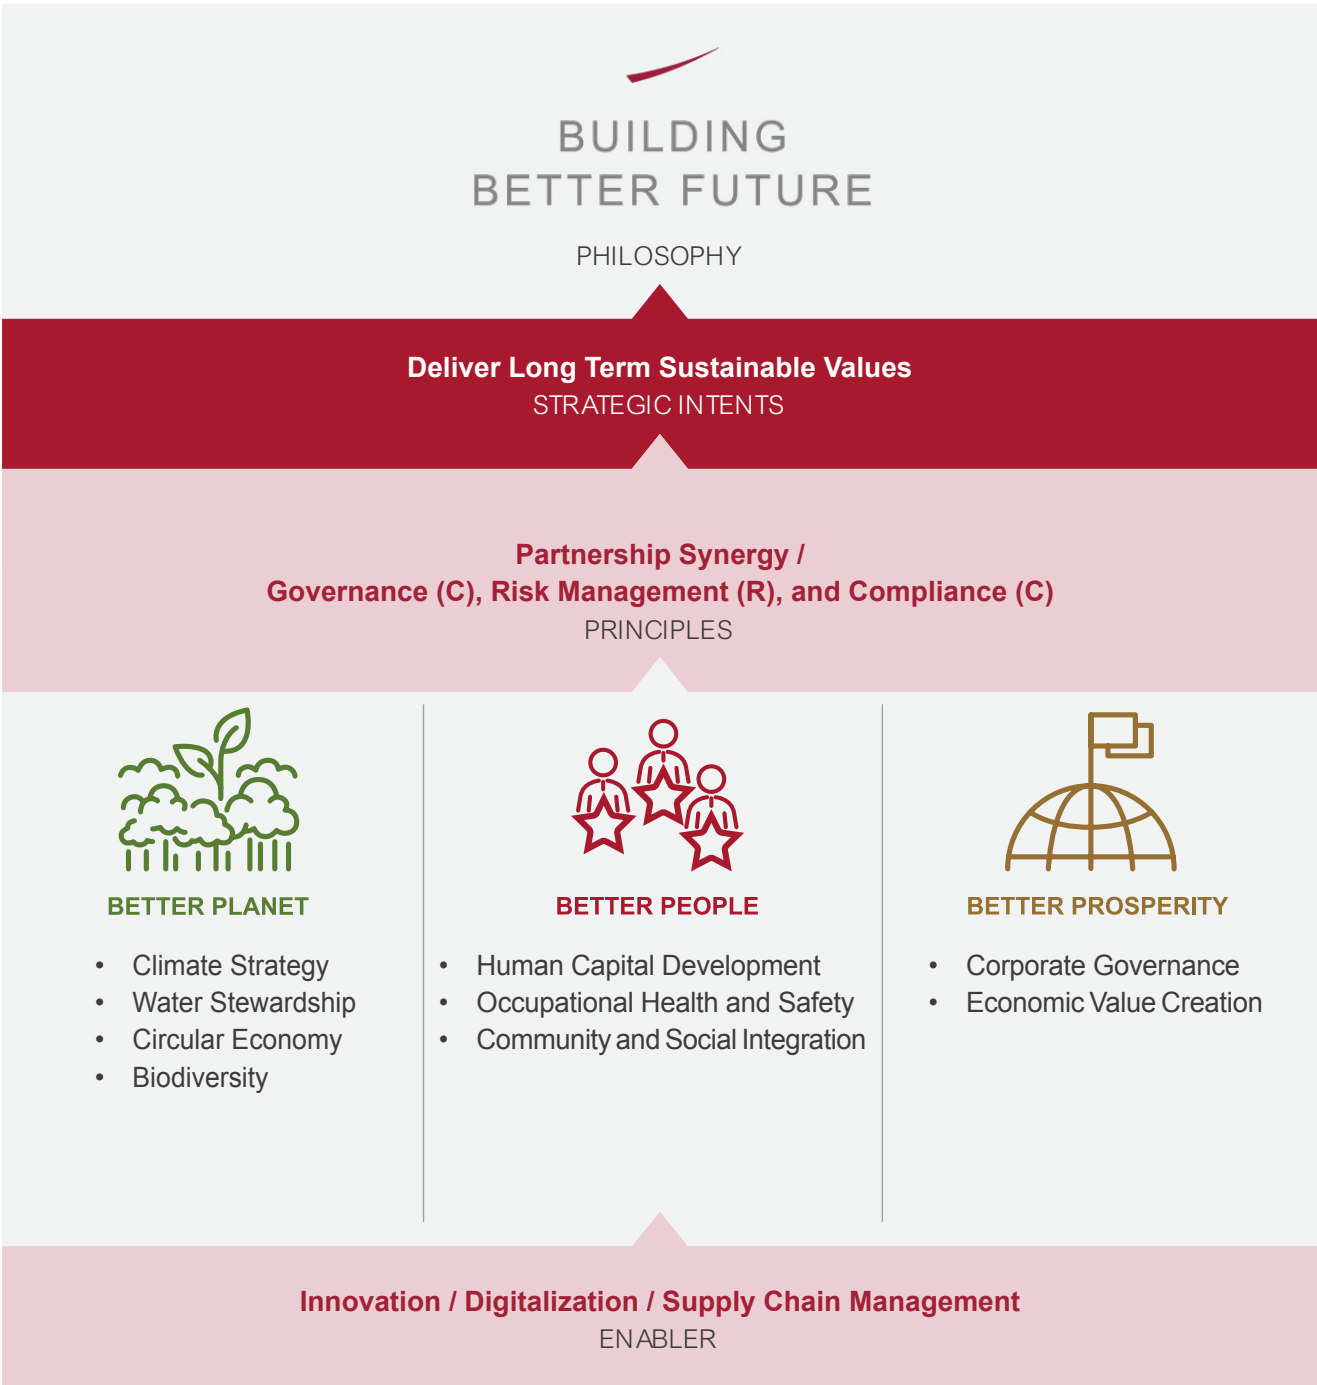 BUILDING
BETTER FUTURE
PHILOSOPHY
Deliver Long Term Sustainable Values
STRATEGIC INTENTS
Partnership Synergy /
Governance (C), Risk Management (R), and Compliance (C)
PRINCIPLES
BETTER PLANET
• Climate Strategy
• Water Stewardship
• Circular Economy
• Biodiversity
BETTER PEOPLE
• Human Capital Development
• Occupational Health and Safety
• Community and Social Integration
BETTER PROSPERITY
• Corporate Governance
• Economic Value Creation
Innovation / Digitalization / Supply Chain Management
ENABLER